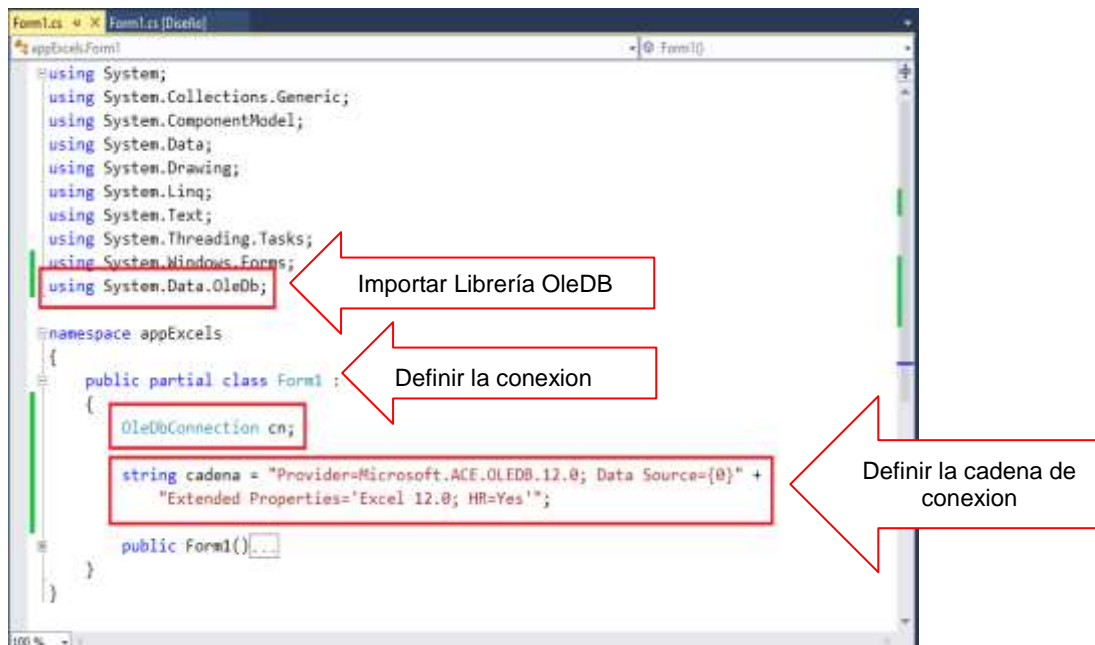 Form1.cs
Form1.cs [Diseño]
appExcels.Form1
Form1()
using System;
using System.Collections.Generic;
using System.ComponentModel;
using System.Data;
using System.Drawing;
using System.Linq;
using System.Text;
using System.Threading.Tasks;
using System.Windows.Forms;
using System.Data.OleDb;
Importar Librería OleDB
namespace appExcels
{
Definir la conexion
public partial class Form1 :
{
OleDbConnection cn;
string cadena = "Provider=Microsoft.ACE.OLEDB.12.0; Data Source={0}" +
"Extended Properties='Excel 12.0; HR=Yes'";
Definir la cadena de
conexion
public Form1()...
}
}
100 %